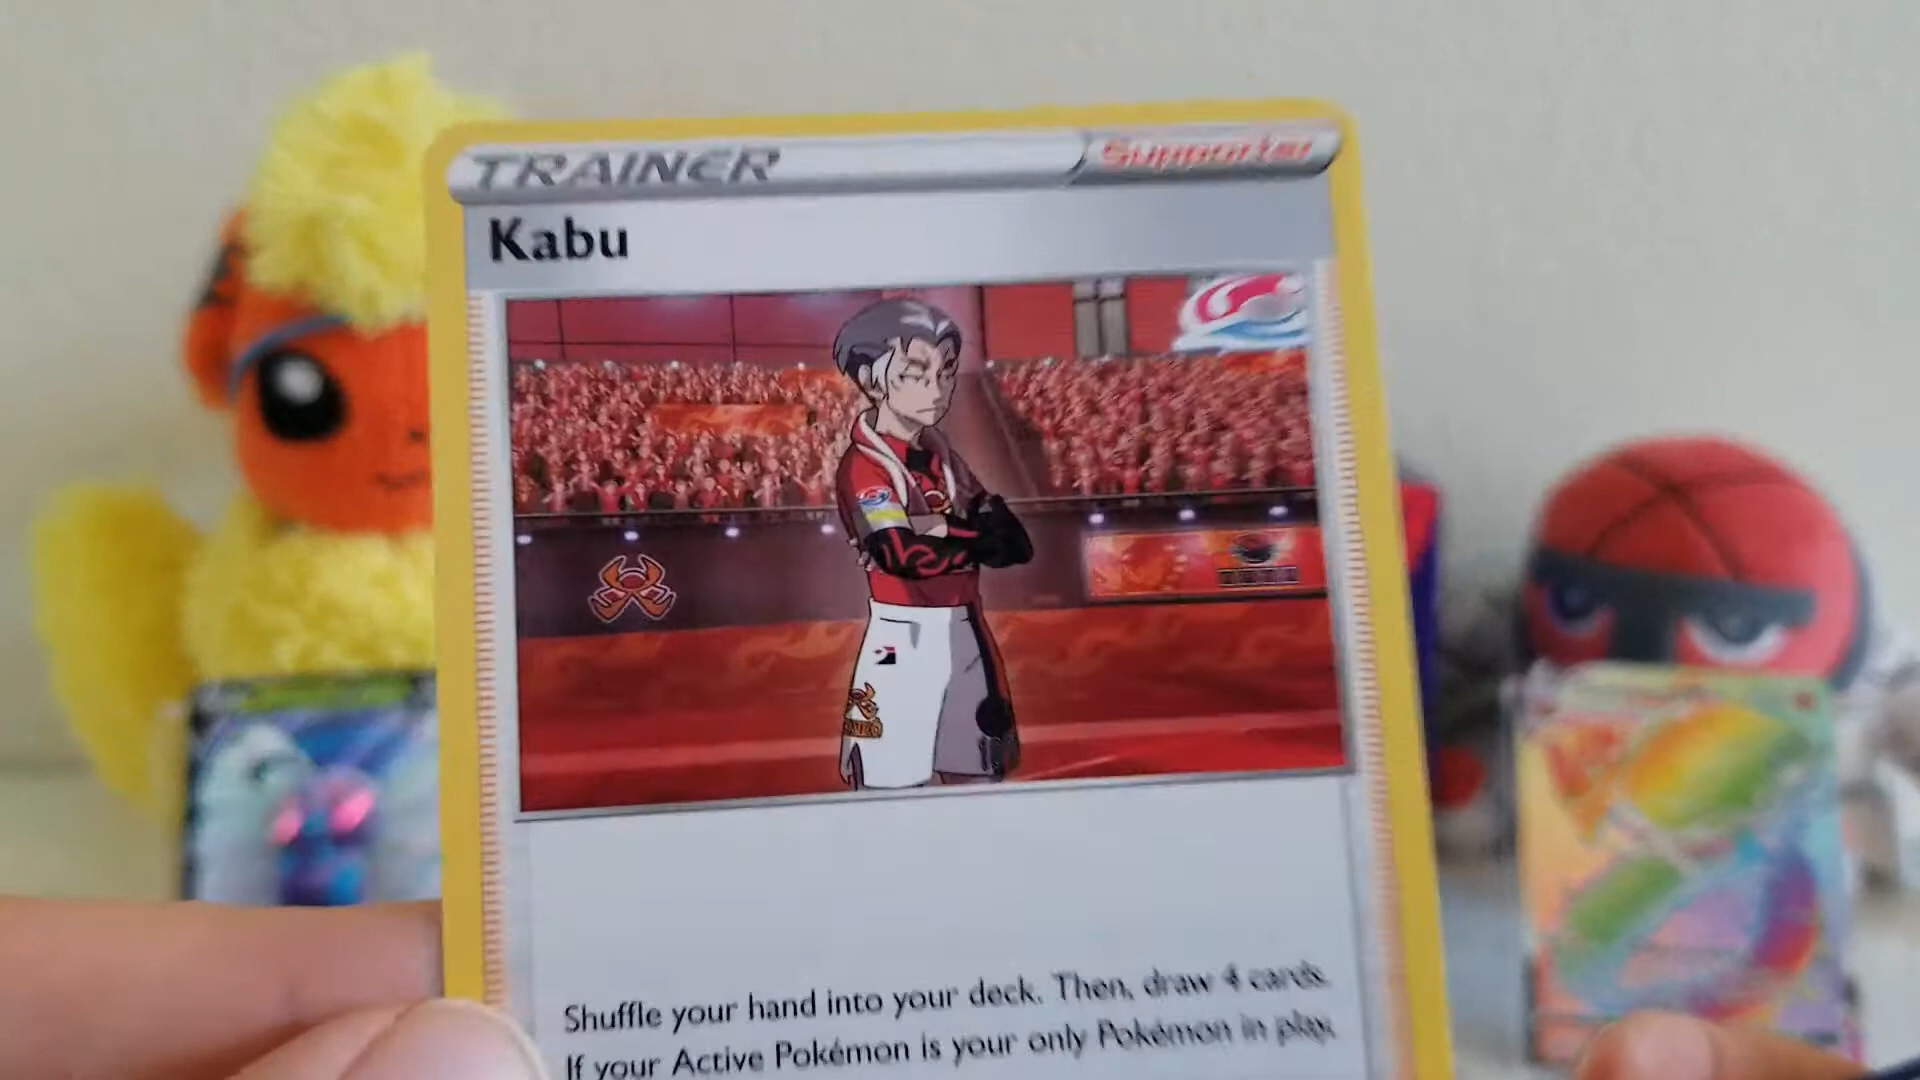 TRAINER
Supporter
Kabu
Shuffle your hand into your deck. Then, draw 4 cards.
If your Active Pokémon is your only Pokémon in play,